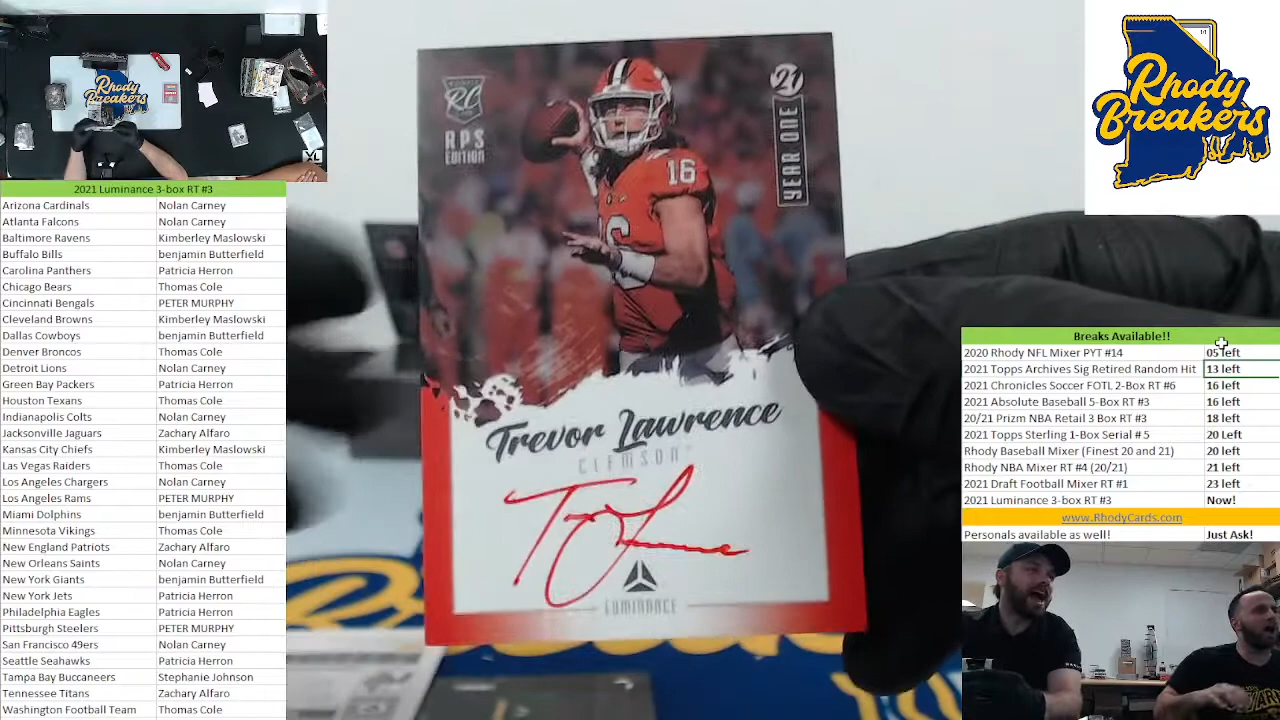 Rhody
Breakers
XL
2021 Luminance 3-box RT #3
Arizona Cardinals Nolan Carney
Atlanta Falcons Nolan Carney
Baltimore Ravens Kimberley Maslowski
Buffalo Bills benjamin Butterfield
Carolina Panthers Patricia Herron
Chicago Bears Thomas Cole
Cincinnati Bengals PETER MURPHY
Cleveland Browns Kimberley Maslowski
Dallas Cowboys benjamin Butterfield
Denver Broncos Thomas Cole
Detroit Lions Nolan Carney
Green Bay Packers Patricia Herron
Houston Texans Thomas Cole
Indianapolis Colts Nolan Carney
Jacksonville Jaguars Zachary Alfaro
Kansas City Chiefs Kimberley Maslowski
Las Vegas Raiders Thomas Cole
Los Angeles Chargers Nolan Carney
Los Angeles Rams PETER MURPHY
Miami Dolphins benjamin Butterfield
Minnesota Vikings Thomas Cole
New England Patriots Zachary Alfaro
New Orleans Saints Nolan Carney
New York Giants benjamin Butterfield
New York Jets Patricia Herron
Philadelphia Eagles Patricia Herron
Pittsburgh Steelers PETER MURPHY
San Francisco 49ers Nolan Carney
Seattle Seahawks Patricia Herron
Tampa Bay Buccaneers Stephanie Johnson
Tennessee Titans Zachary Alfaro
Washington Football Team Thomas Cole
RC
RPS
EDITION
21
YEAR ONE
16
16
Trevor Lawrence
CLEMSON
LUMINANCE
Rhody
Breakers
Breaks Available!!
2020 Rhody NFL Mixer PYT #14 05 left
2021 Topps Archives Sig Retired Random Hit 13 left
2021 Chronicles Soccer FOTL 2-Box RT #6 16 left
2021 Absolute Baseball 5-Box RT #3 16 left
20/21 Prizm NBA Retail 3 Box RT #3 18 left
2021 Topps Sterling 1-Box Serial # 5 20 Left
Rhody Baseball Mixer (Finest 20 and 21) 20 left
Rhody NBA Mixer RT #4 (20/21) 21 left
2021 Draft Football Mixer RT #1 23 left
2021 Luminance 3-box RT #3 Now!
www.RhodyCards.com
Personals available as well! Just Ask!